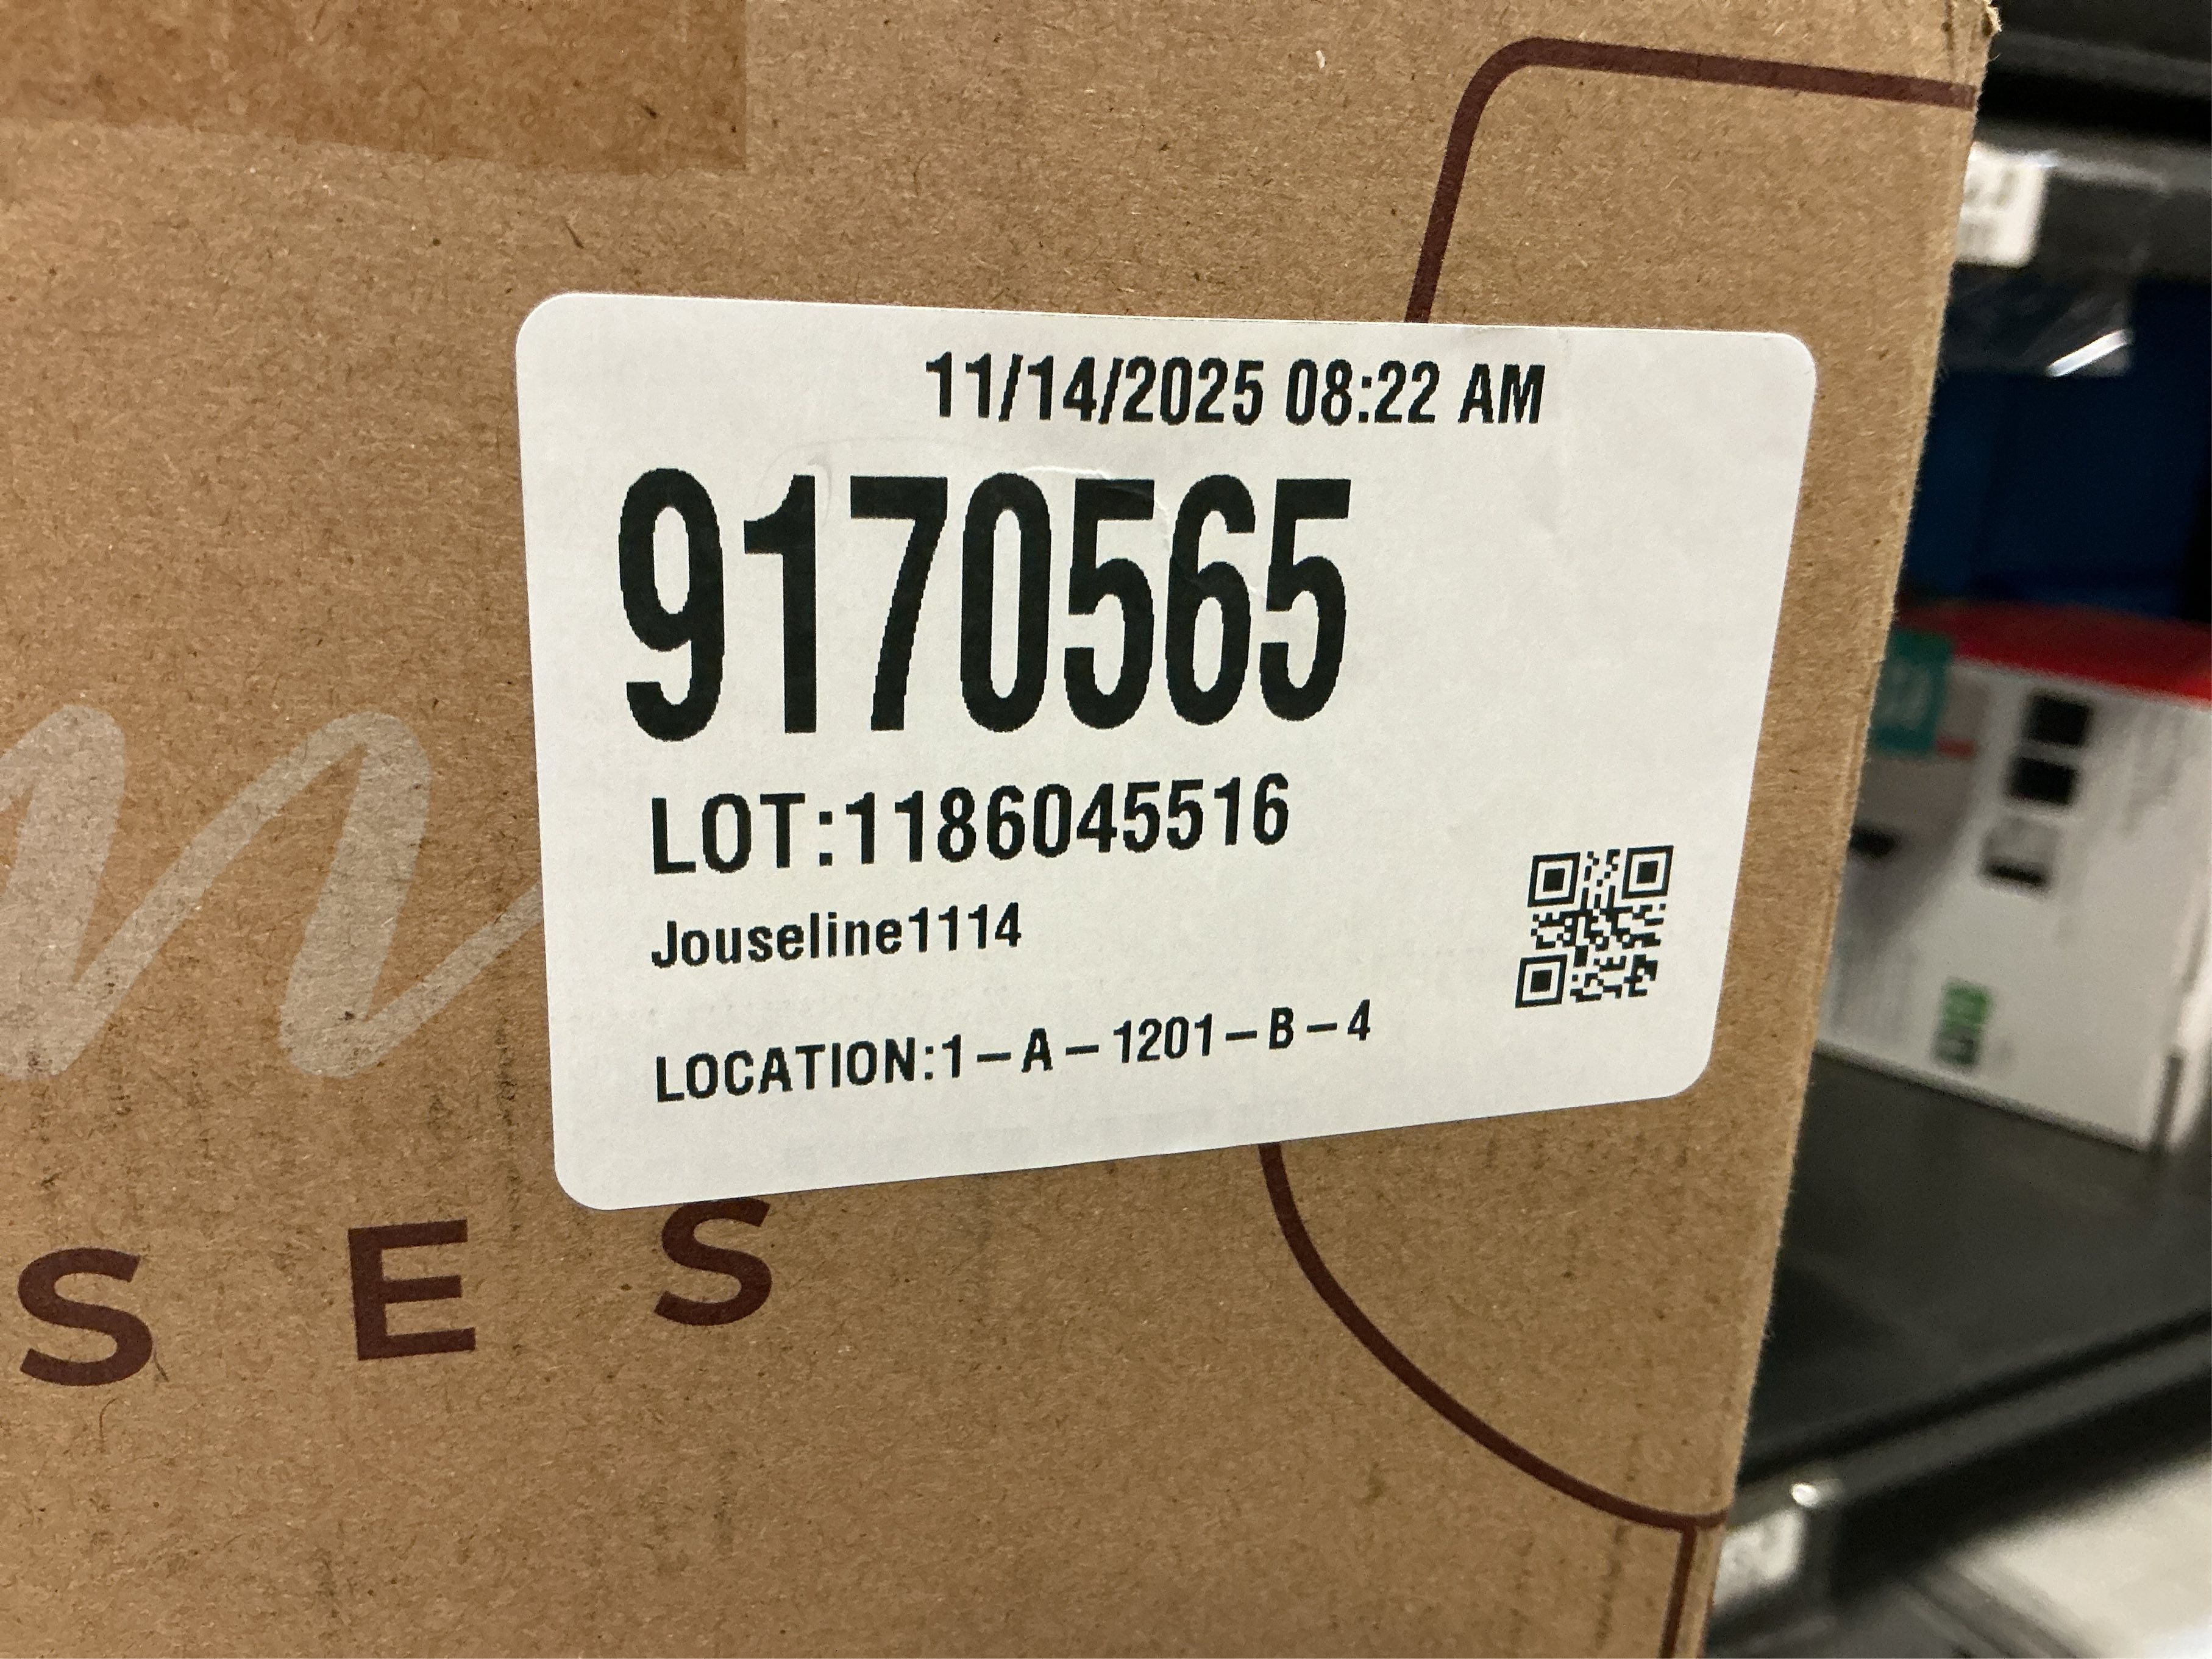 11/14/2025 08:22 AM
9170565
LOT:1186045516
Jouseline1114
LOCATION:1-A-1201-B-4
m
S E S